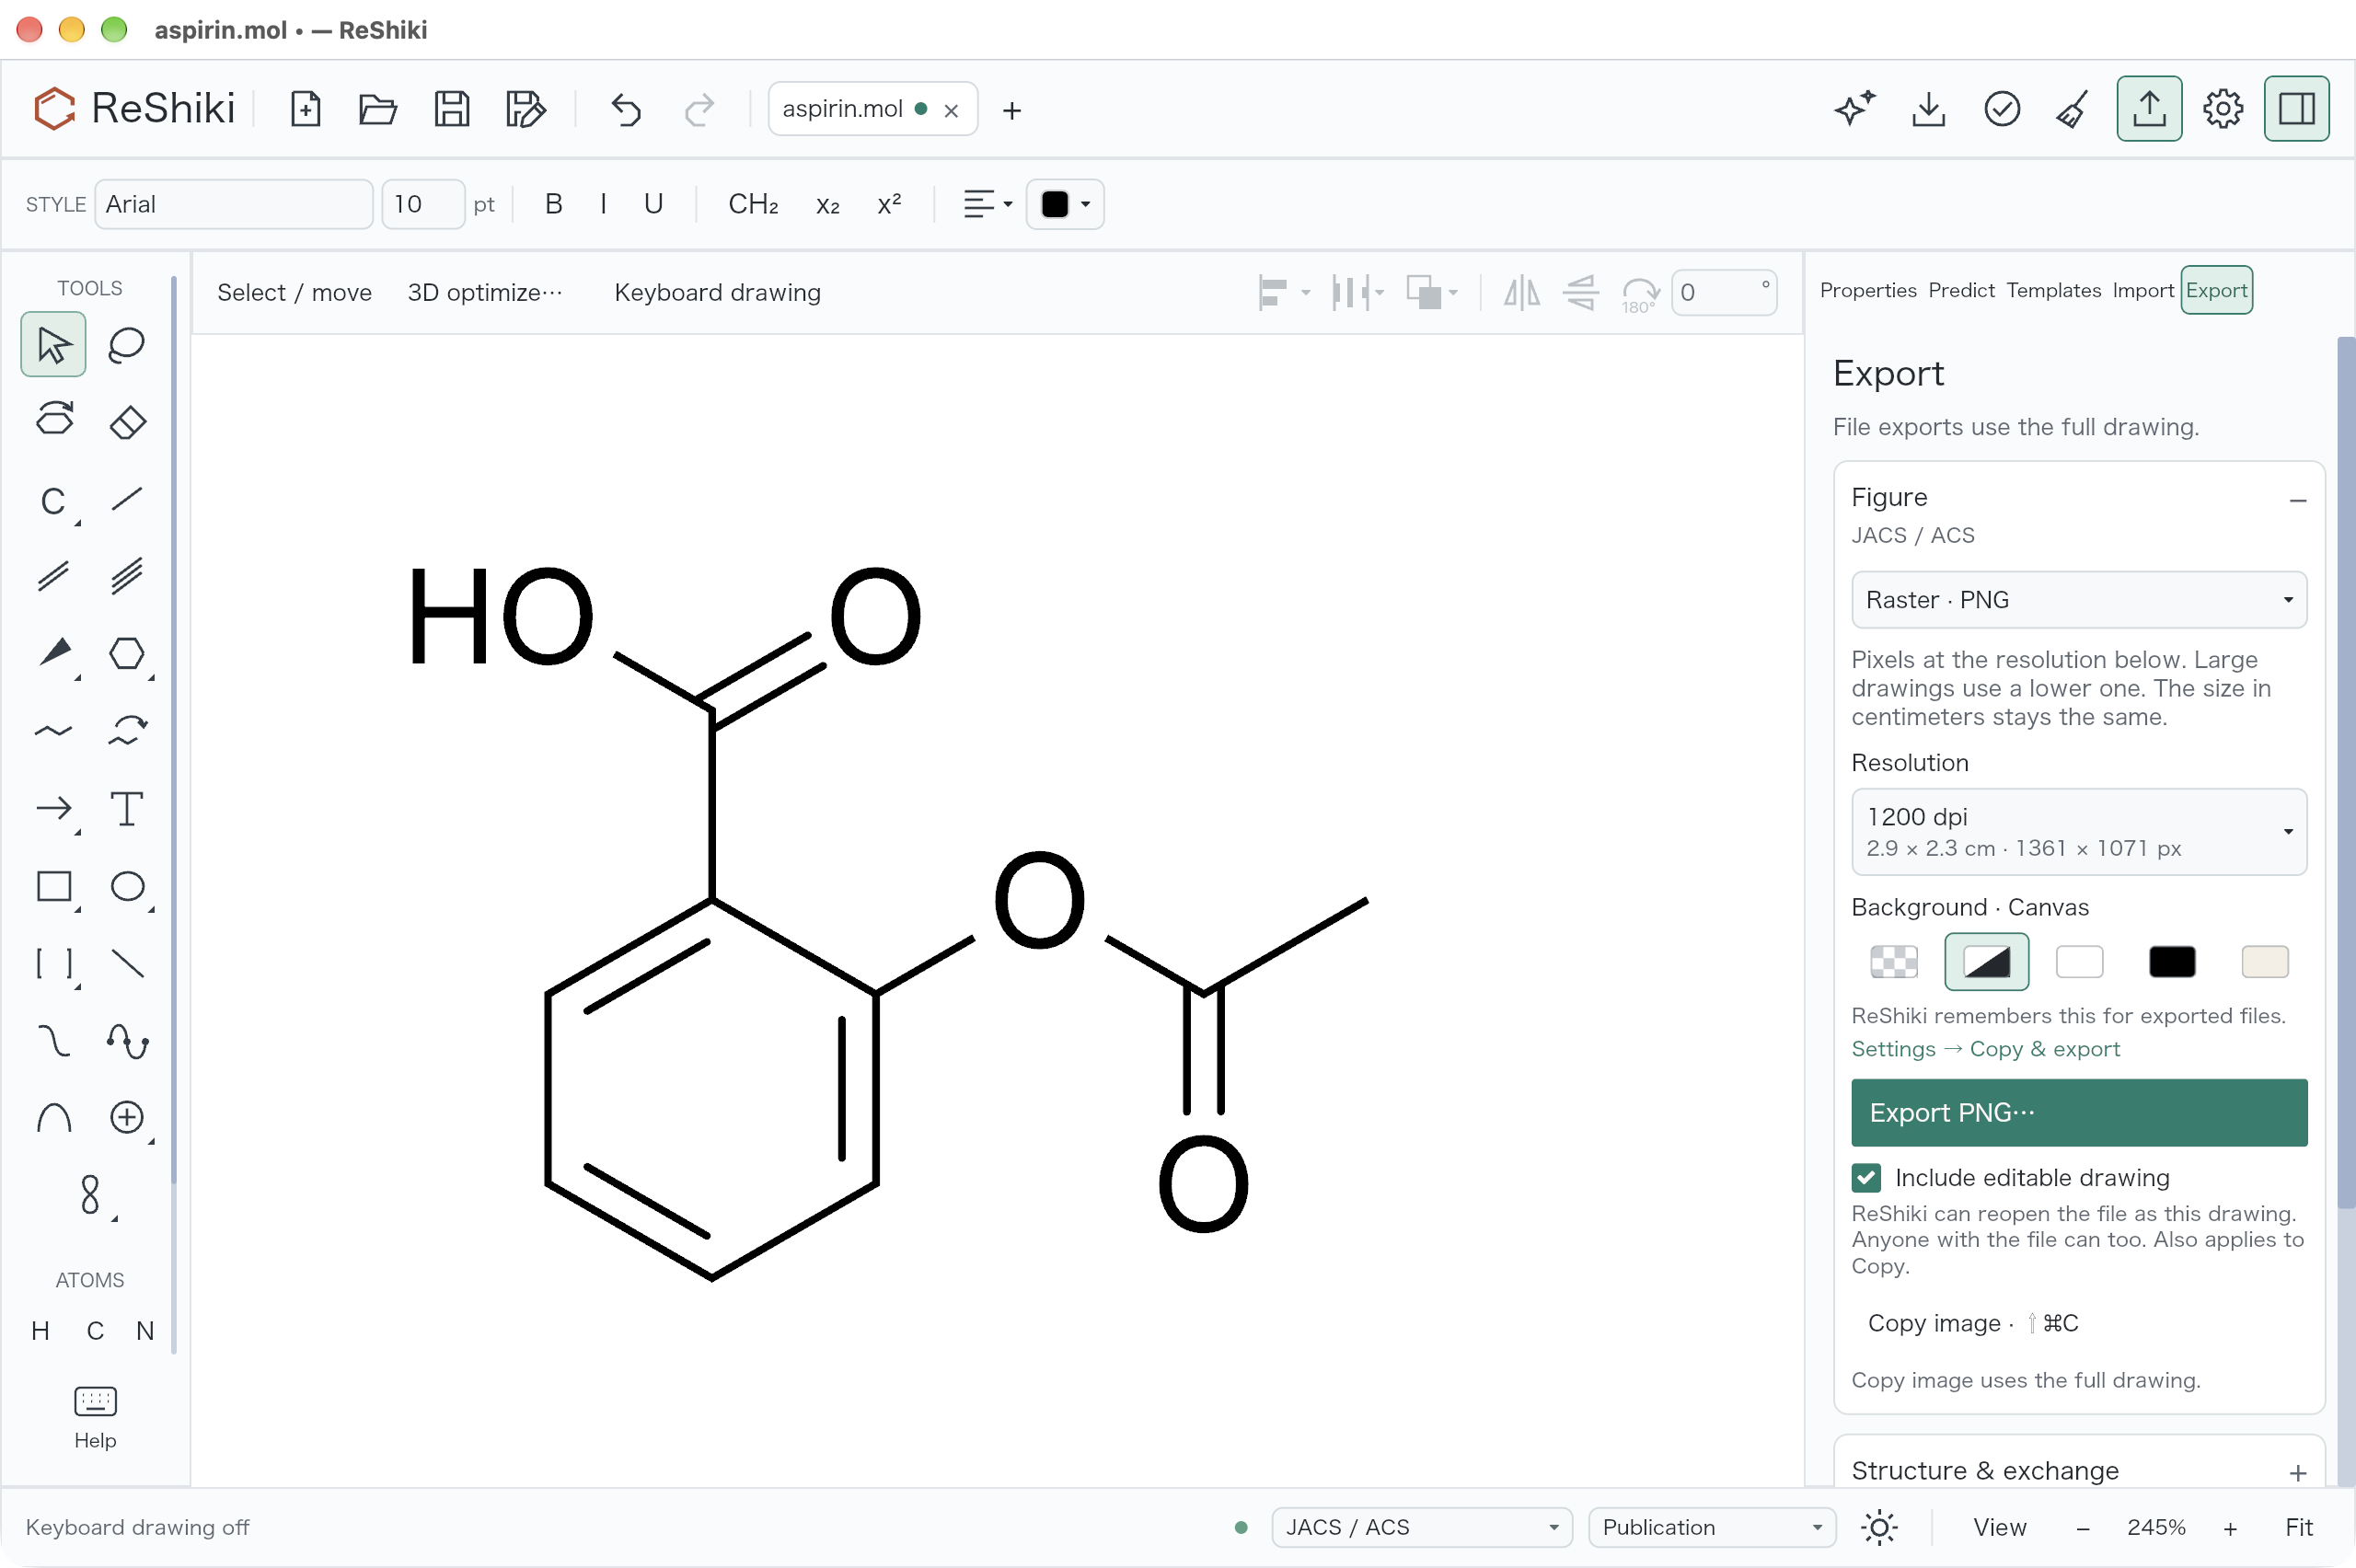 aspirin.mol • — ReShiki
ReShiki
aspirin.mol
STYLE Arial 10 pt B I U CH₂ x₂ x²
TOOLS
Select / move 3D optimize··· Keyboard drawing
180°
0 °
Properties Predict Templates Import Export
C
T
[ ]
ATOMS
H C N
Help
HO O
O
O
Export
File exports use the full drawing.
Figure
JACS / ACS
Raster · PNG
Pixels at the resolution below. Large
drawings use a lower one. The size in
centimeters stays the same.
Resolution
1200 dpi
2.9 × 2.3 cm · 1361 × 1071 px
Background · Canvas
ReShiki remembers this for exported files.
Settings → Copy & export
Export PNG···
Include editable drawing
ReShiki can reopen the file as this drawing.
Anyone with the file can too. Also applies to
Copy.
Copy image · ⇧⌘C
Copy image uses the full drawing.
Structure & exchange
Keyboard drawing off
JACS / ACS
Publication
View − 245% + Fit